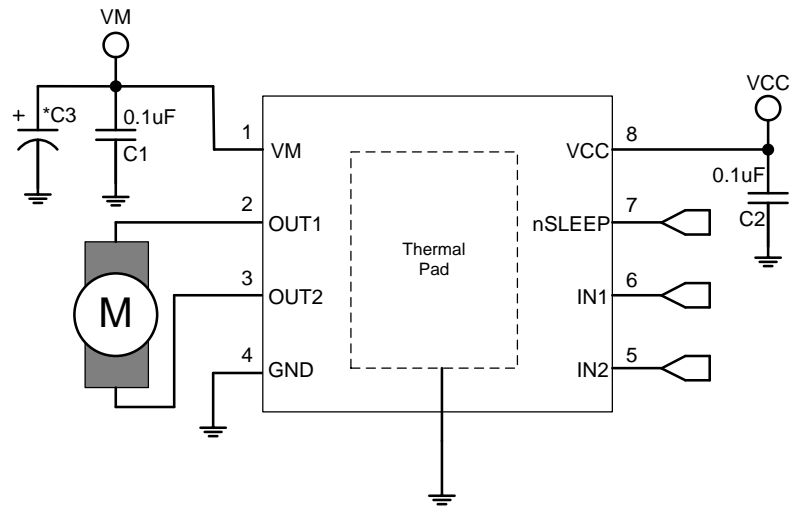 VM
VCC
+ *C3
0.1uF
C1
1
VM
VCC
8
0.1uF
C2
2
OUT1
Thermal
Pad
nSLEEP
7
3
OUT2
IN1
6
M
4
GND
IN2
5